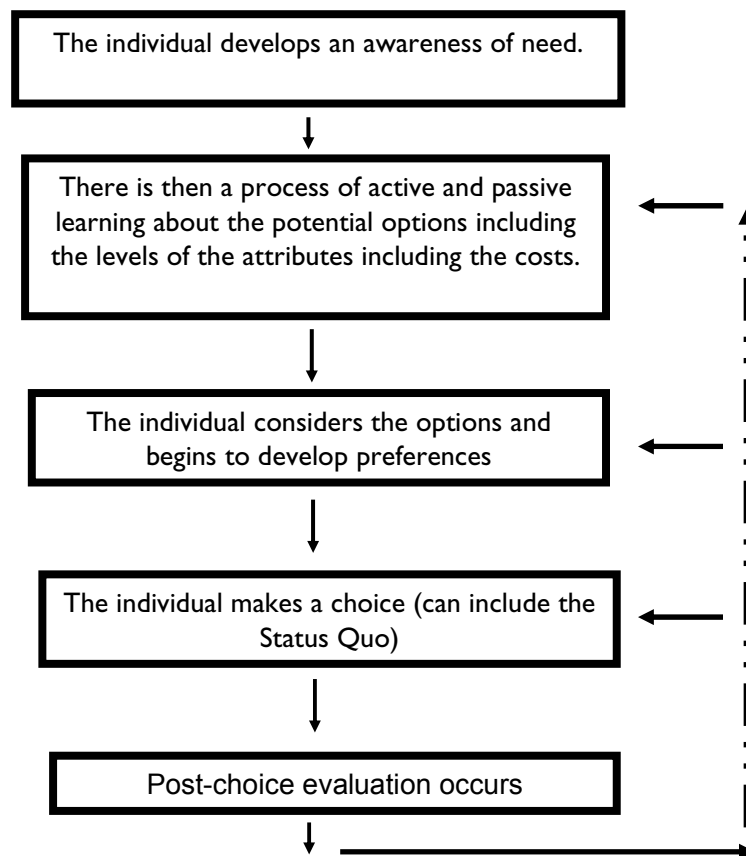 The individual develops an awareness of need.
There is then a process of active and passive
learning about the potential options including
the levels of the attributes including the costs.
The individual considers the options and
begins to develop preferences
The individual makes a choice (can include the
Status Quo)
Post-choice evaluation occurs